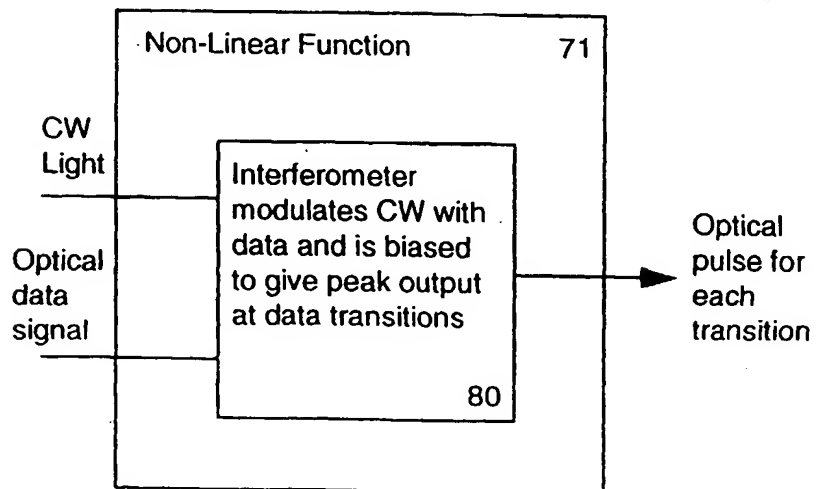 Non-Linear Function 71
CW
Light
Optical
data
signal
Interferometer
modulates CW with
data and is biased
to give peak output
at data transitions
80
Optical
pulse for
each
transition